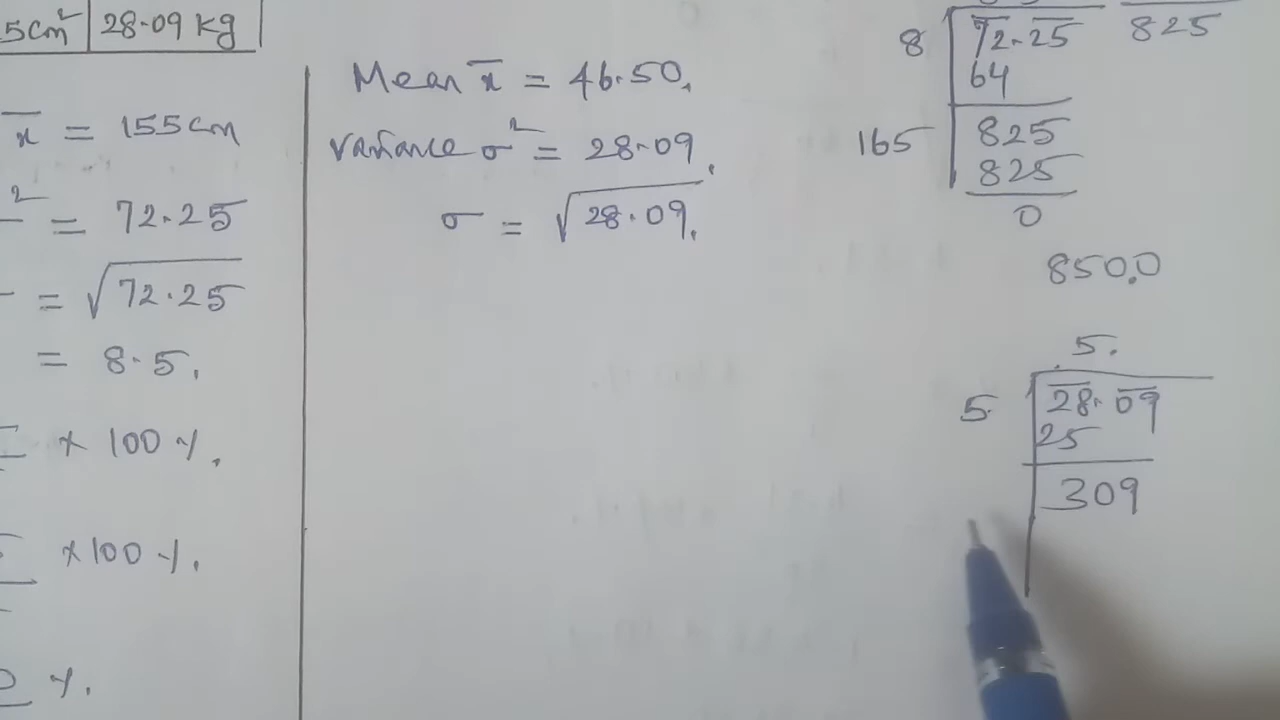 5cm² | 28.09 kg
x̄ = 155cm
² = 72.25
= √72.25
= 8.5.
× 100 %.
× 100 %.
%.
Mean x̄ = 46.50.
variance σ² = 28.09.
σ = √28.09.
8 72.25 825
64
165 825
825
0
850.0
5.
5 28.09
25
309